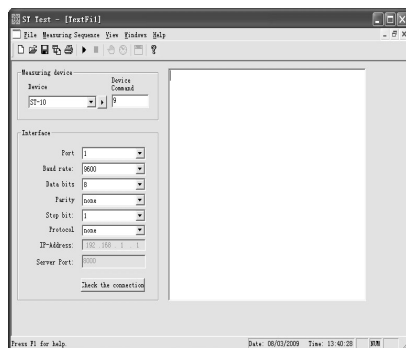 ST Test - [TextFil]
File Measuring Sequence View Windows Help
Measuring device
Device
Device Command
ST-10
9
Interface
Port 1
Baud rate: 9600
Data bits 8
Parity none
Stop bit: 1
Protocol none
IP-Address: 192 .168 . 1 . 1
Server Port: 8000
Check the connection
Press F1 for help.
Date: 08/03/2009 Time: 13:40:28 NUM